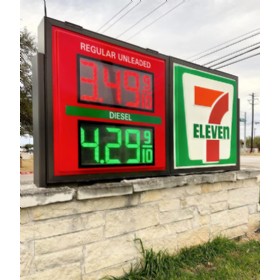 REGULAR UNLEADED
3.49 9/10
DIESEL
4.29 9/10
7
ELEVEN